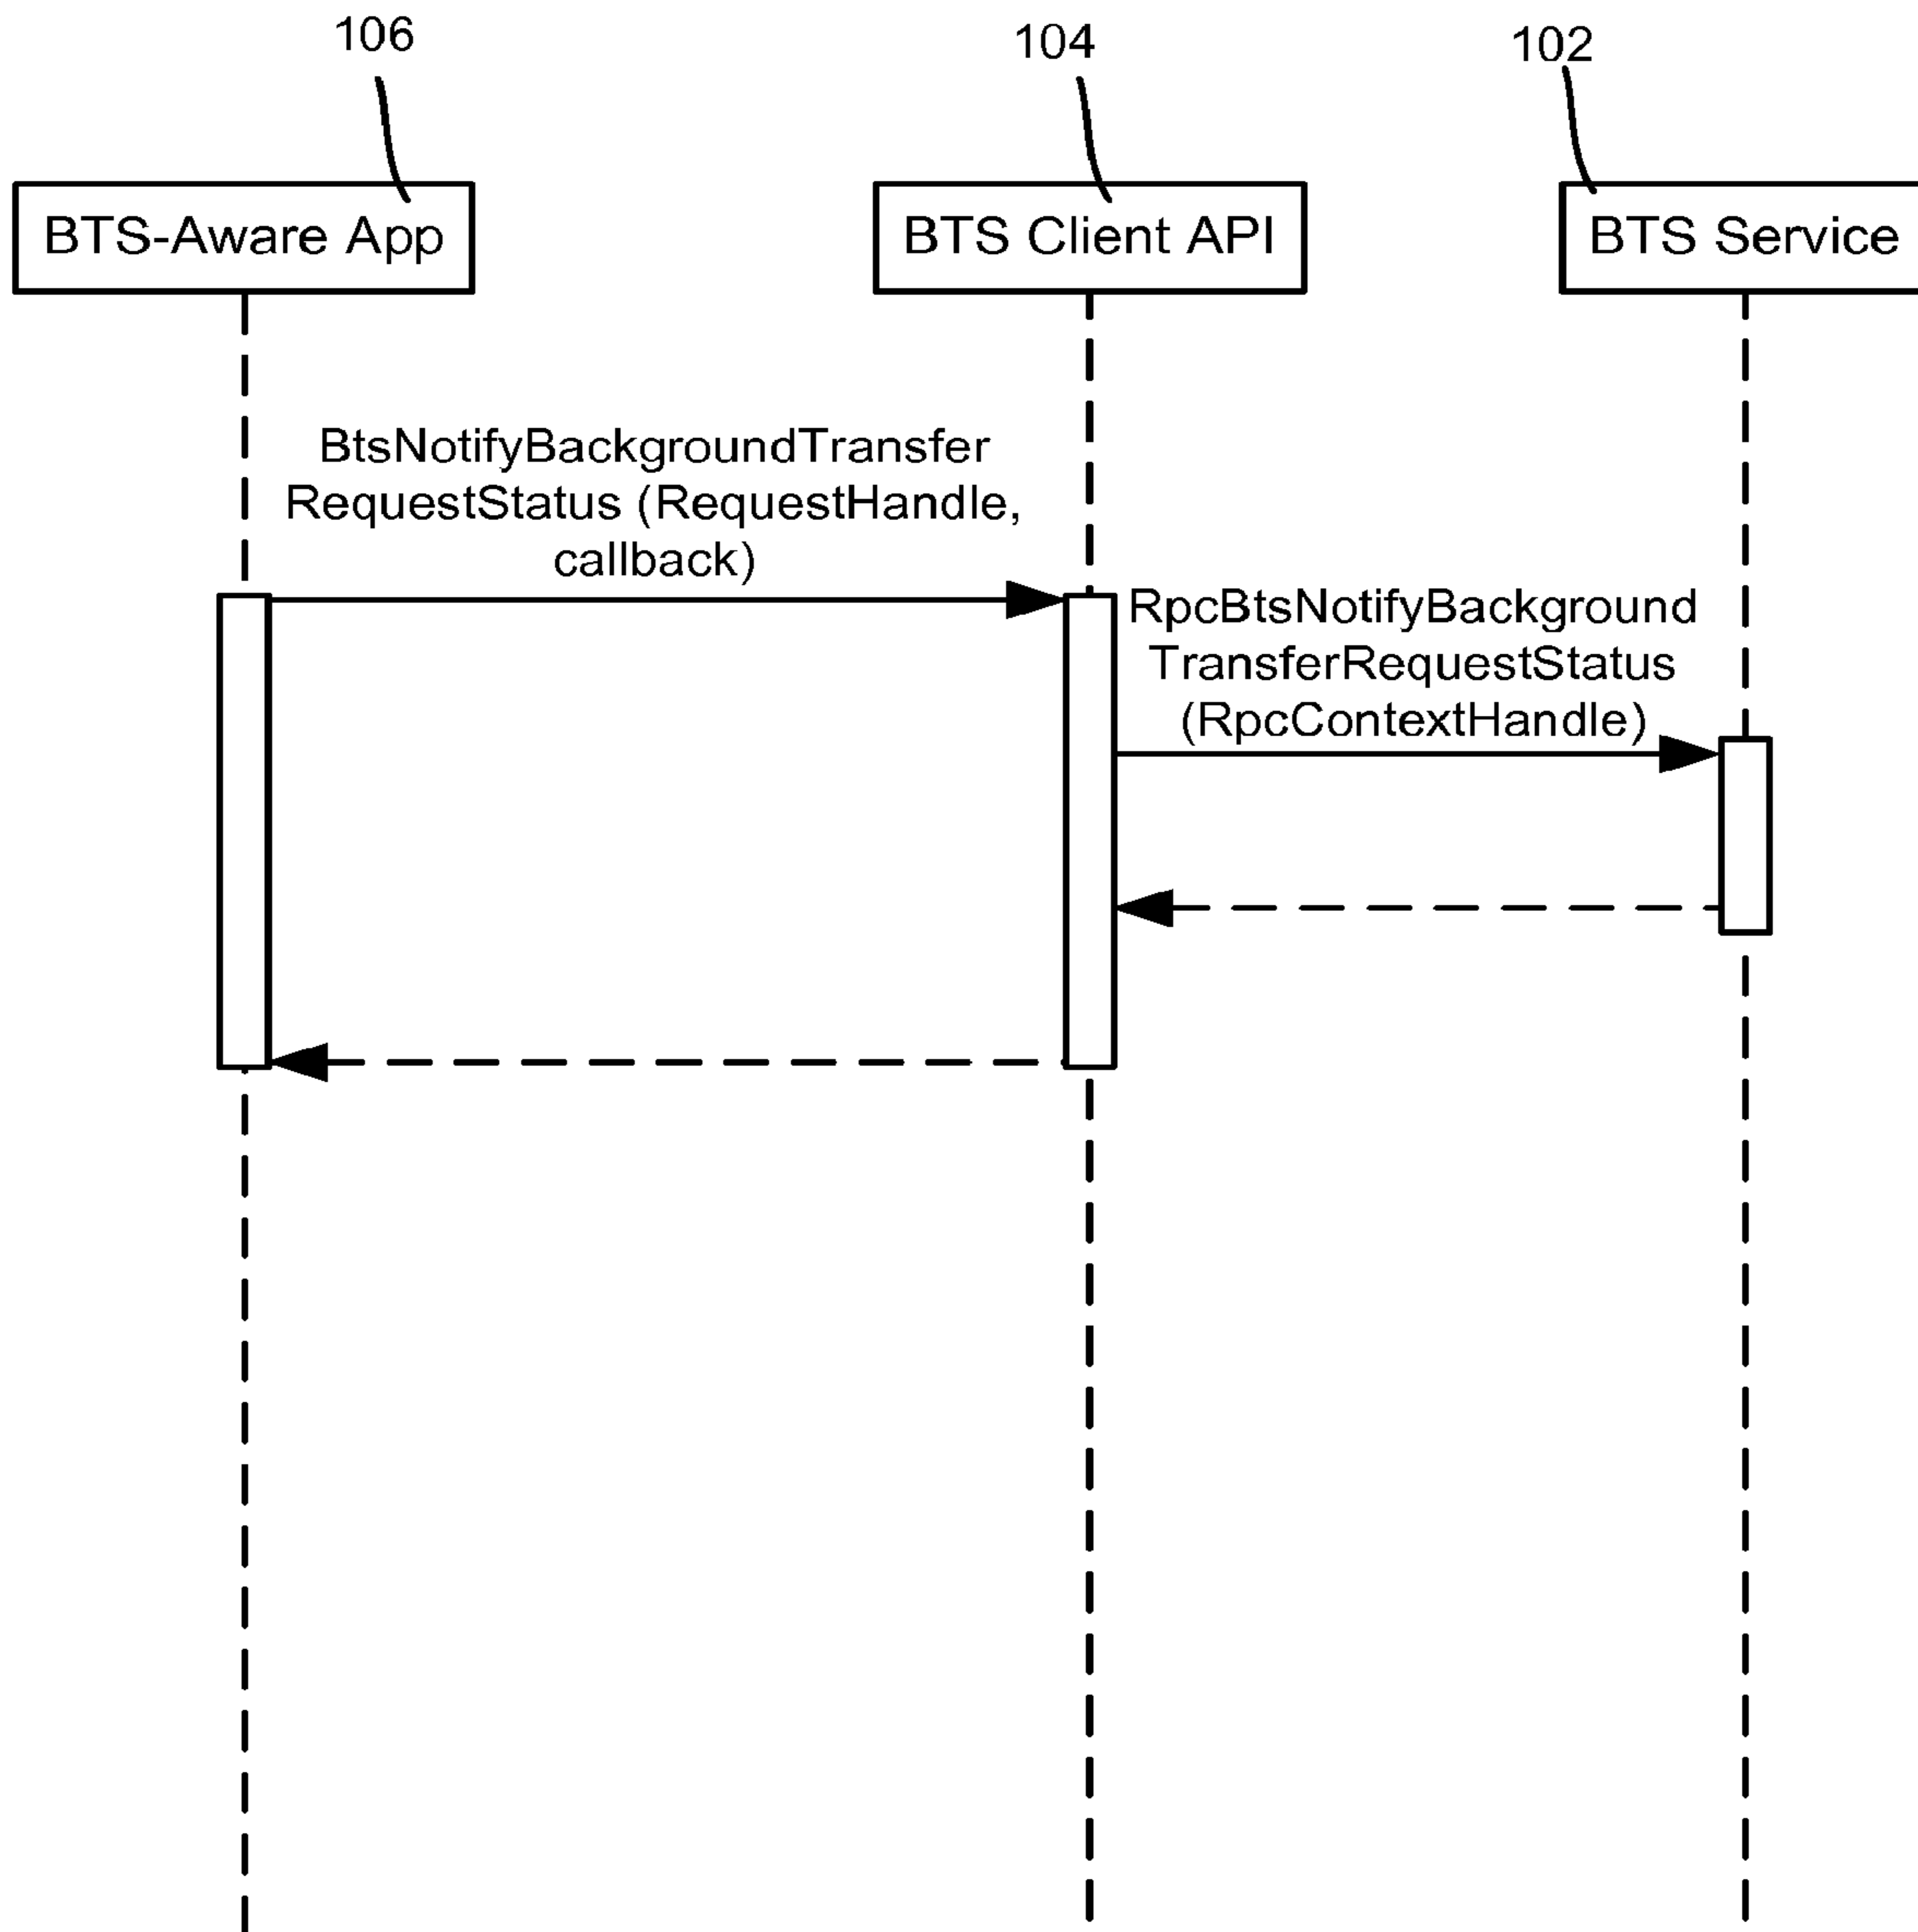 106
104
102
BTS-Aware App
BTS Client API
BTS Service
BtsNotifyBackgroundTransfer
RequestStatus (RequestHandle,
callback)
RpcBtsNotifyBackground
TransferRequestStatus
(RpcContextHandle)